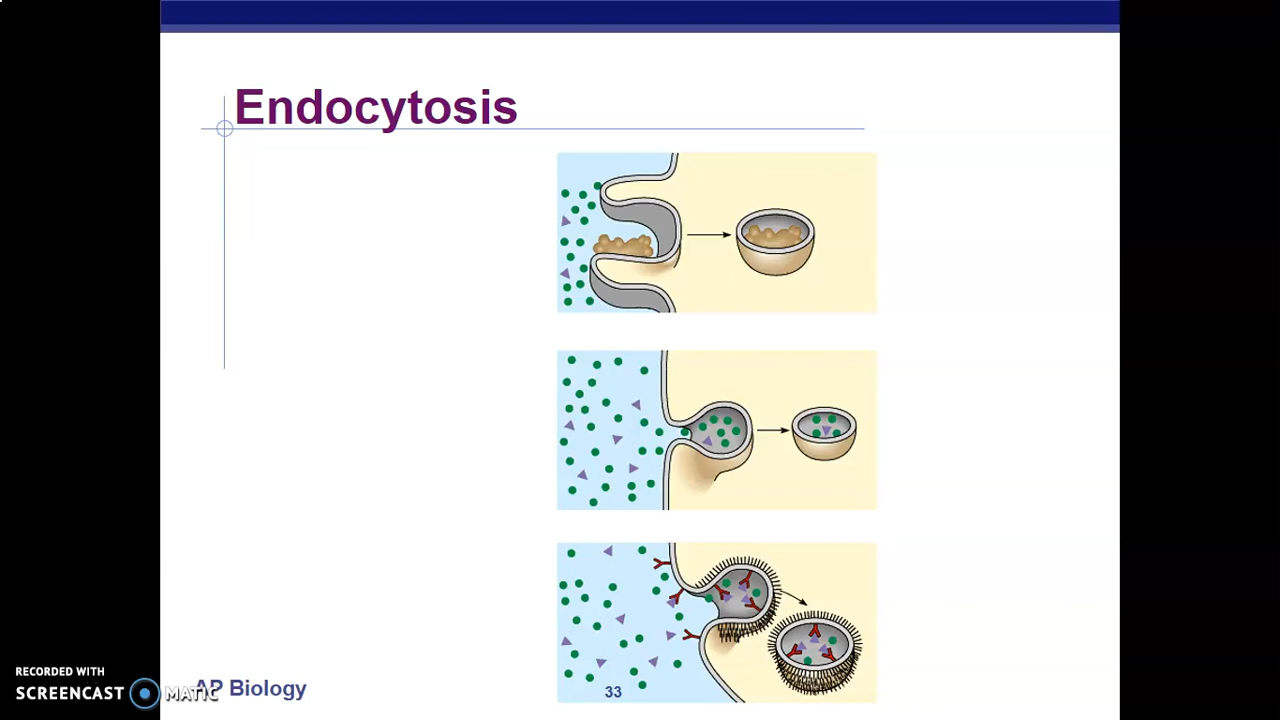 Endocytosis
RECORDED WITH
SCREENCAST MATIC
AP Biology
33